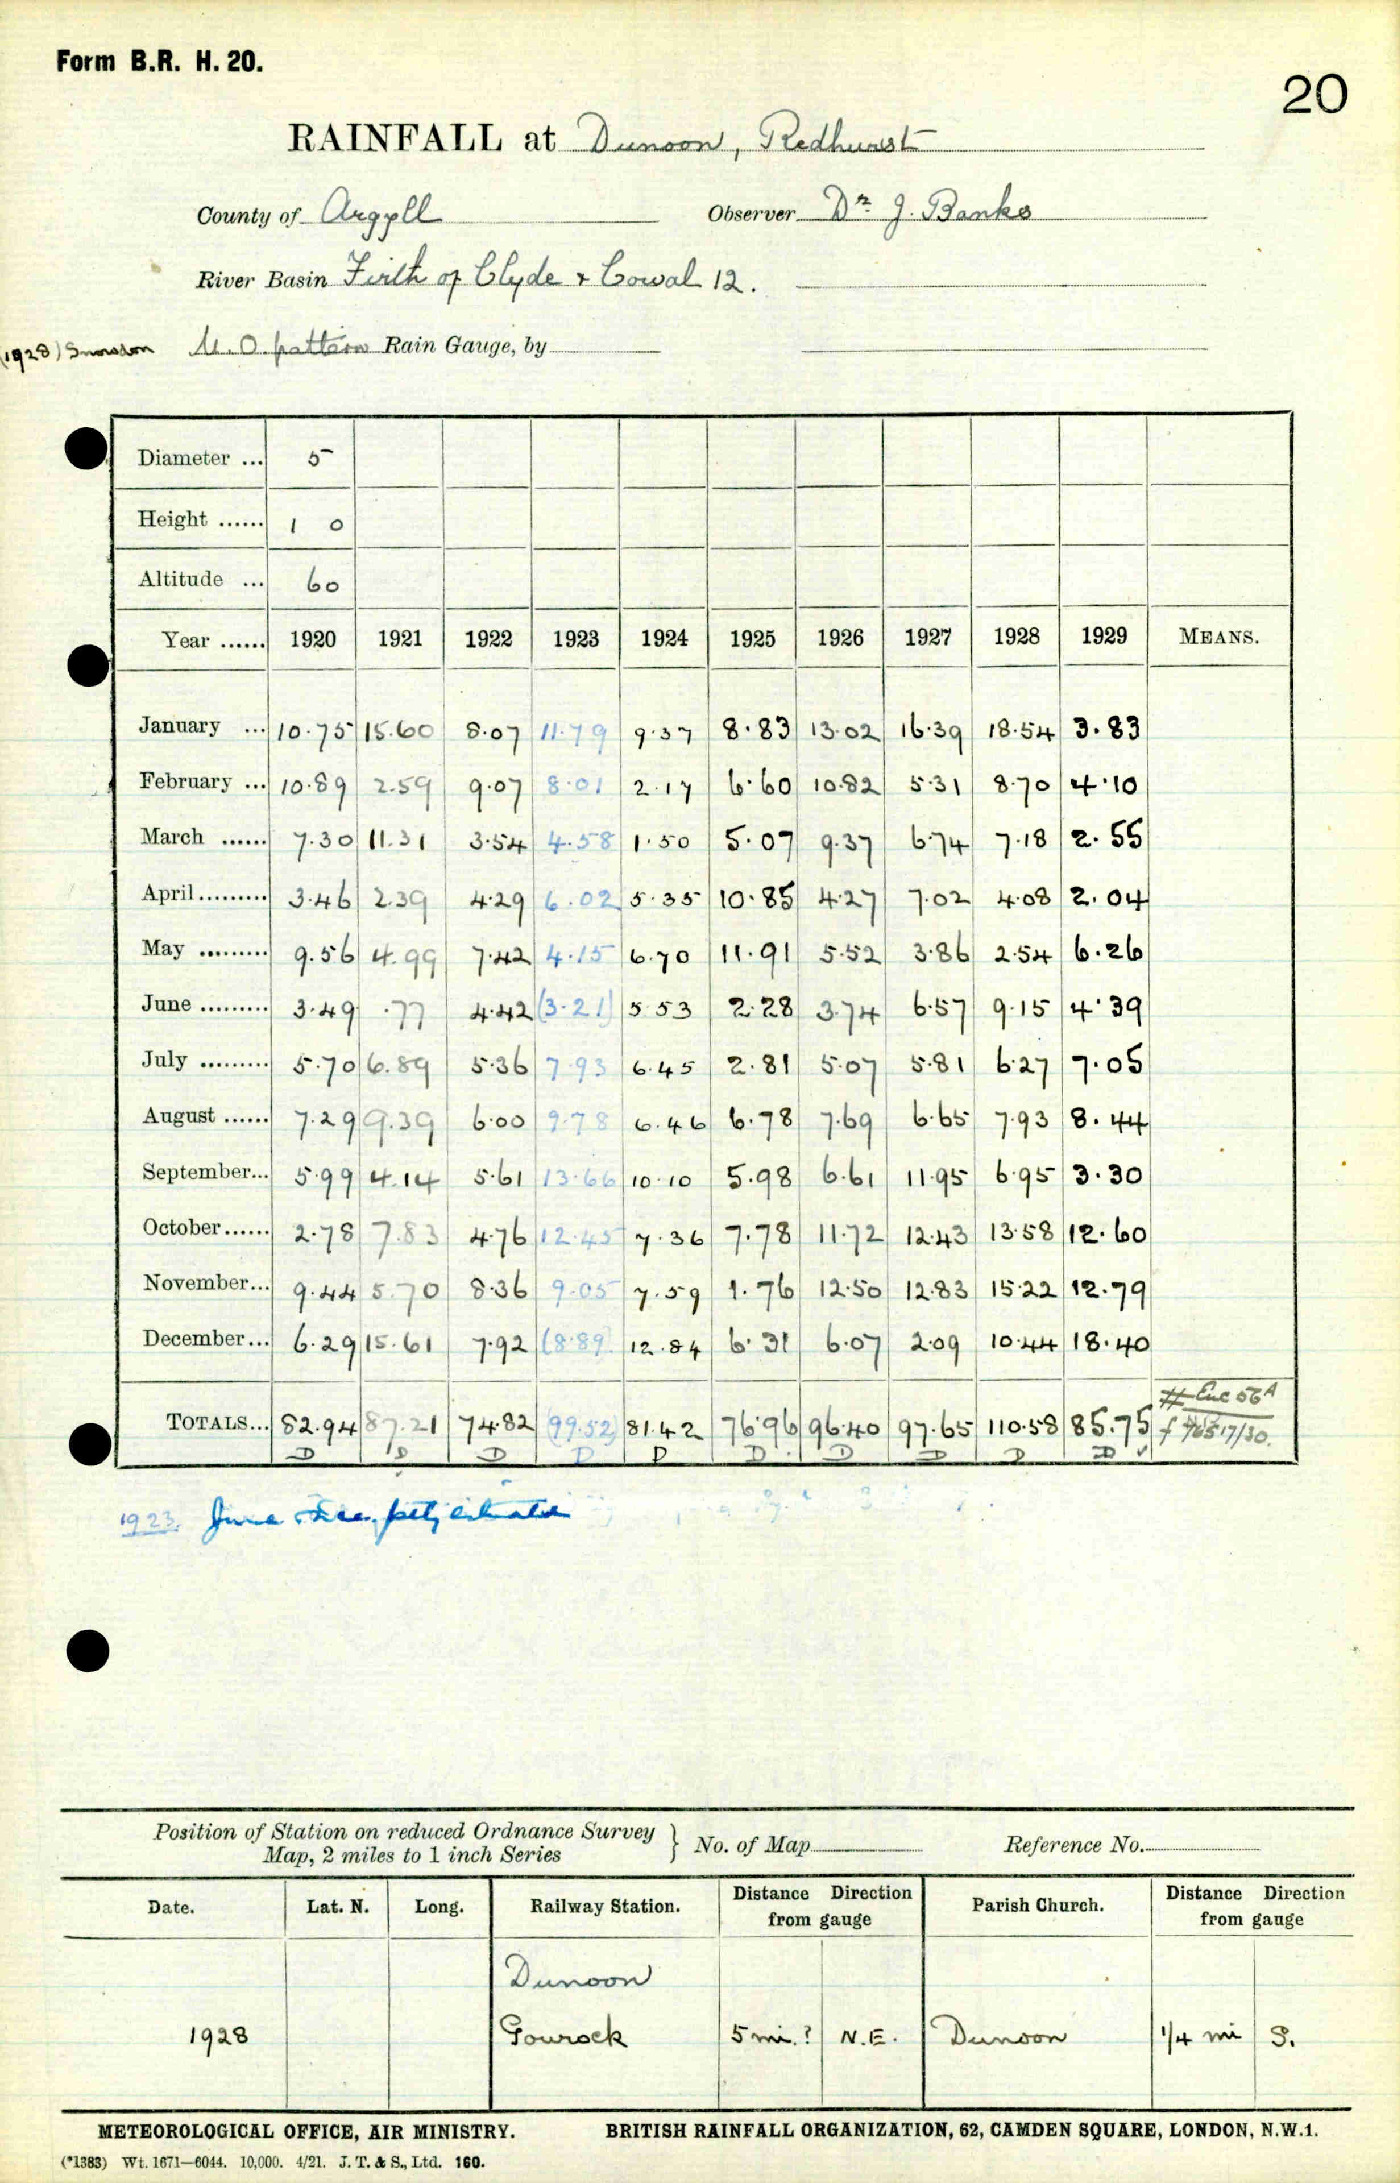 Form B.R. H. 20.
20
RAINFALL at Dunoon, Redhurst
County of Argyll Observer Dr. J. Banks
River Basin Firth of Clyde + Cowal 12.
(1928) Snowdon M.O. pattern Rain Gauge, by
Diameter ... 5
Height ...... 1 0
Altitude ... 60
Year ...... 1920 1921 1922 1923 1924 1925 1926 1927 1928 1929 MEANS.
January ... 10.75 15.60 8.07 11.79 9.37 8.83 13.02 16.39 18.54 3.83
February ... 10.89 2.59 9.07 8.01 2.17 6.60 10.82 5.31 8.70 4.10
March ...... 7.30 11.31 3.54 4.58 1.50 5.07 9.37 6.74 7.18 2.55
April ......... 3.46 2.39 4.29 6.02 5.35 10.85 4.27 7.02 4.08 2.04
May ......... 9.56 4.99 7.42 4.15 6.70 11.91 5.52 3.86 2.54 6.26
June ......... 3.49 .77 4.42 (3.21) 5.53 2.28 3.74 6.57 9.15 4.39
July ......... 5.70 6.89 5.36 7.93 6.45 2.81 5.07 5.81 6.27 7.05
August ...... 7.29 9.39 6.00 9.78 6.46 6.78 7.69 6.65 7.93 8.44
September... 5.99 4.14 5.61 13.66 10.10 5.98 6.61 11.95 6.95 3.30
October...... 2.78 7.83 4.76 12.45 7.36 7.78 11.72 12.43 13.58 12.60
November... 9.44 5.70 8.36 9.05 7.59 1.76 12.50 12.83 15.22 12.79
December... 6.29 15.61 7.92 (8.89) 12.84 6.31 6.07 2.09 10.44 18.40
TOTALS... 82.94 87.21 74.82 (99.52) 81.42 76.96 96.40 97.65 110.58 85.75
D D D D D D D D D D
1923. June + Dec. partly estimated
Position of Station on reduced Ordnance Survey
Map, 2 miles to 1 inch Series } No. of Map Reference No.
Date. Lat. N. Long. Railway Station. Distance Direction from gauge Parish Church. Distance Direction from gauge
Dunoon
1928 Gourock 5 mi. ? N.E. Dunoon 1/4 mi S.
METEOROLOGICAL OFFICE, AIR MINISTRY. BRITISH RAINFALL ORGANIZATION, 62, CAMDEN SQUARE, LONDON, N.W.1.
(*1383) Wt. 1671—6044. 10,000. 4/21. J. T. & S., Ltd. 160.